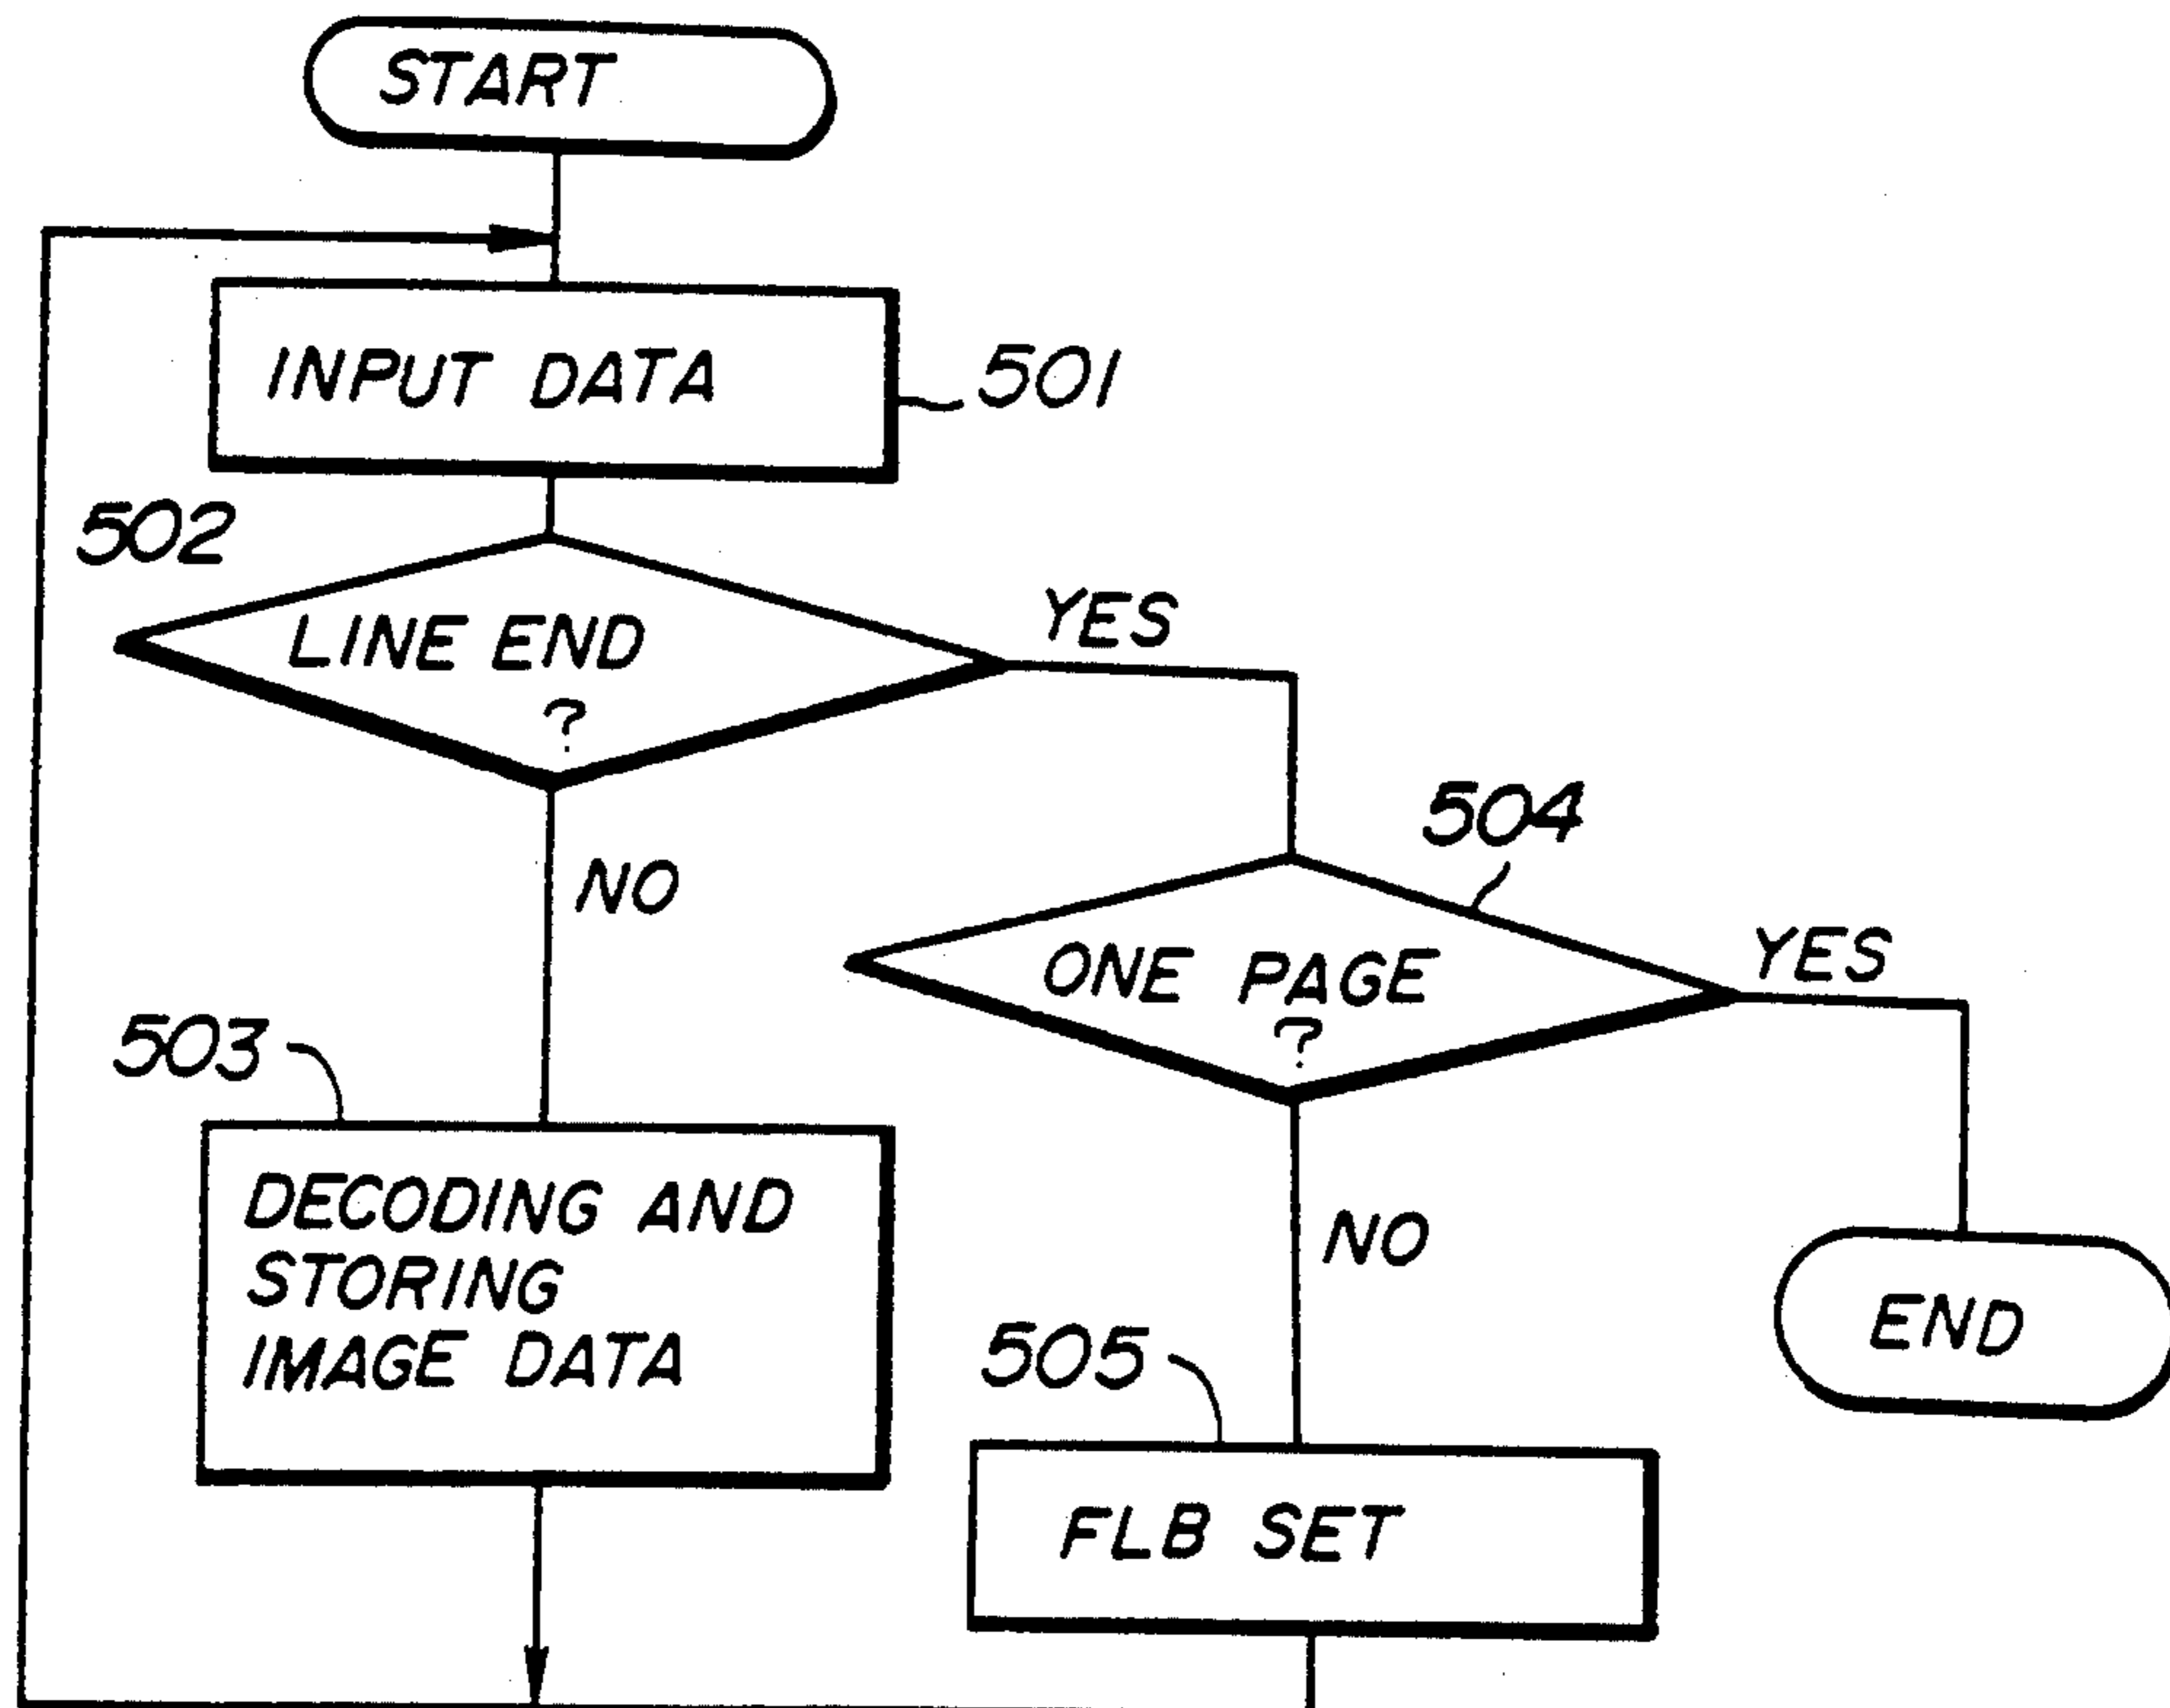 START
INPUT DATA
501
502
LINE END
?
YES
NO
504
ONE PAGE
?
YES
NO
503
DECODING AND
STORING
IMAGE DATA
END
505
FLB SET